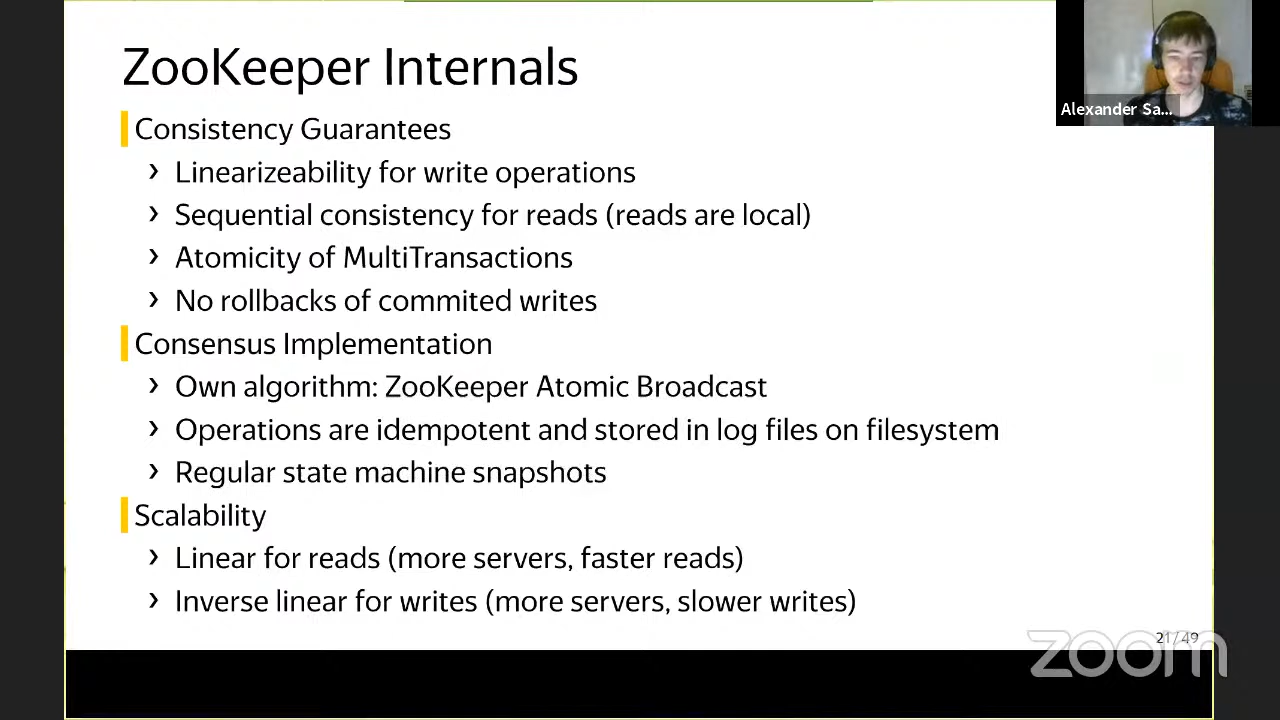 ZooKeeper Internals
Consistency Guarantees
› Linearizeability for write operations
› Sequential consistency for reads (reads are local)
› Atomicity of MultiTransactions
› No rollbacks of commited writes
Consensus Implementation
› Own algorithm: ZooKeeper Atomic Broadcast
› Operations are idempotent and stored in log files on filesystem
› Regular state machine snapshots
Scalability
› Linear for reads (more servers, faster reads)
› Inverse linear for writes (more servers, slower writes)
21 / 49
Alexander Sa...
zoom